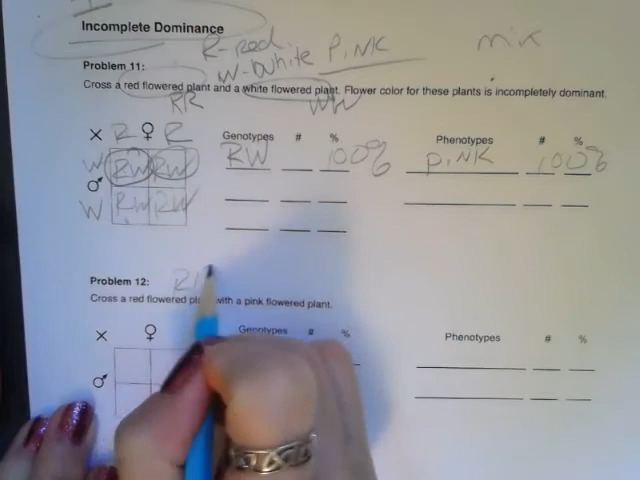 Incomplete Dominance
R-red
W-White PINK mix
Problem 11:
Cross a red flowered plant and a white flowered plant. Flower color for these plants is incompletely dominant.
RR WW
X R ♀ R Genotypes # % Phenotypes # %
W RW RW RW 100% PINK 100%
♂
W RW RW
Problem 12:
Cross a red flowered with a pink flowered plant.
X ♀ Genotypes # % Phenotypes # %
♂